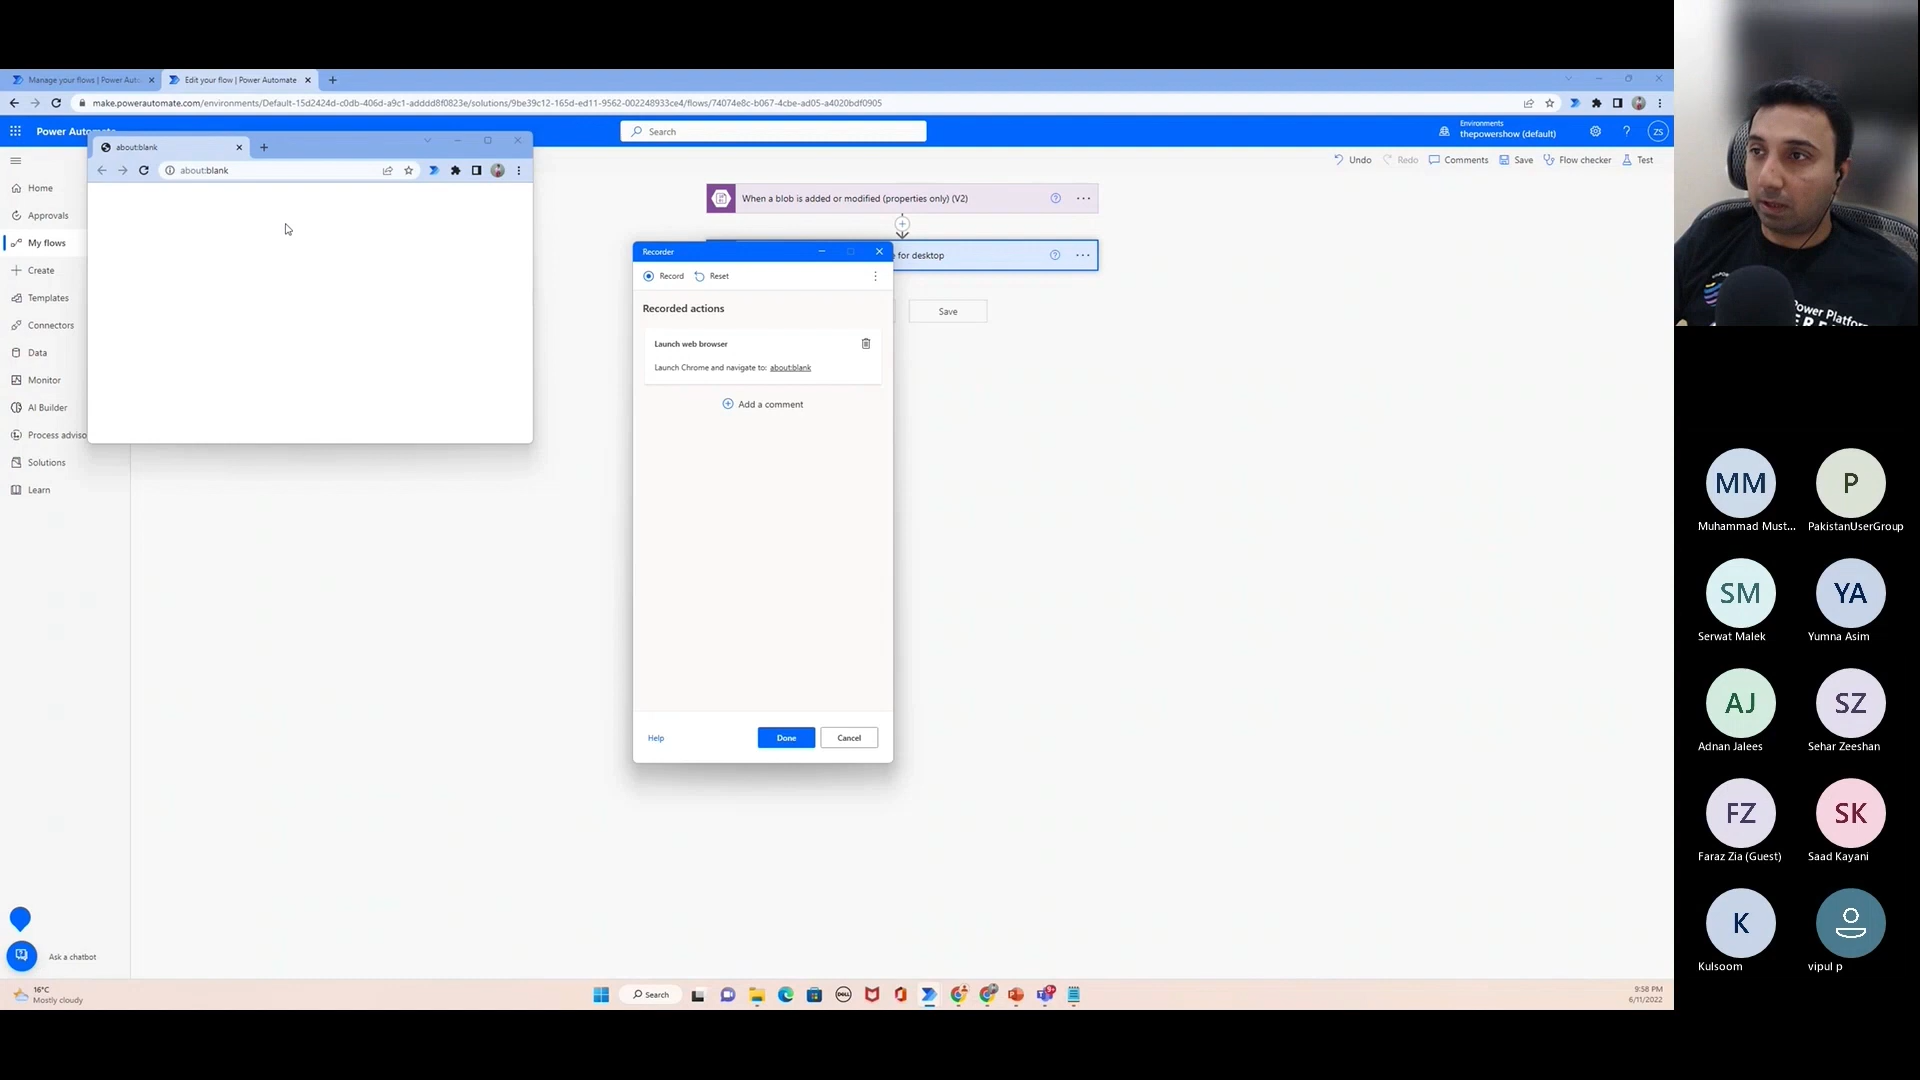 Manage your flows | Power Auto
Edit your flow | Power Automate
make.powerautomate.com/environments/Default-15d2424d-c0db-406d-a9c1-adddd8f0823e/solutions/9be39c12-165d-ed11-9562-002248933ce4/flows/74074e8c-b067-4cbe-ad05-a4020bdf0905
Power Automate
Search
Environments
thepowershow (default)
?
ZS
about:blank
about:blank
Undo
Redo
Comments
Save
Flow checker
Test
Home
Approvals
My flows
Create
Templates
Connectors
Data
Monitor
AI Builder
Process adviso
Solutions
Learn
When a blob is added or modified (properties only) (V2)
e for desktop
Save
Recorder
Record
Reset
Recorded actions
Launch web browser
Launch Chrome and navigate to: about:blank
Add a comment
Help
Done
Cancel
Ask a chatbot
16°C
Mostly cloudy
Search
DELL
9:58 PM
6/11/2022
Power Platfor
MM
Muhammad Must...
P
PakistanUserGroup
SM
Serwat Malek
YA
Yumna Asim
AJ
Adnan Jalees
SZ
Sehar Zeeshan
FZ
Faraz Zia (Guest)
SK
Saad Kayani
K
Kulsoom
vipul p